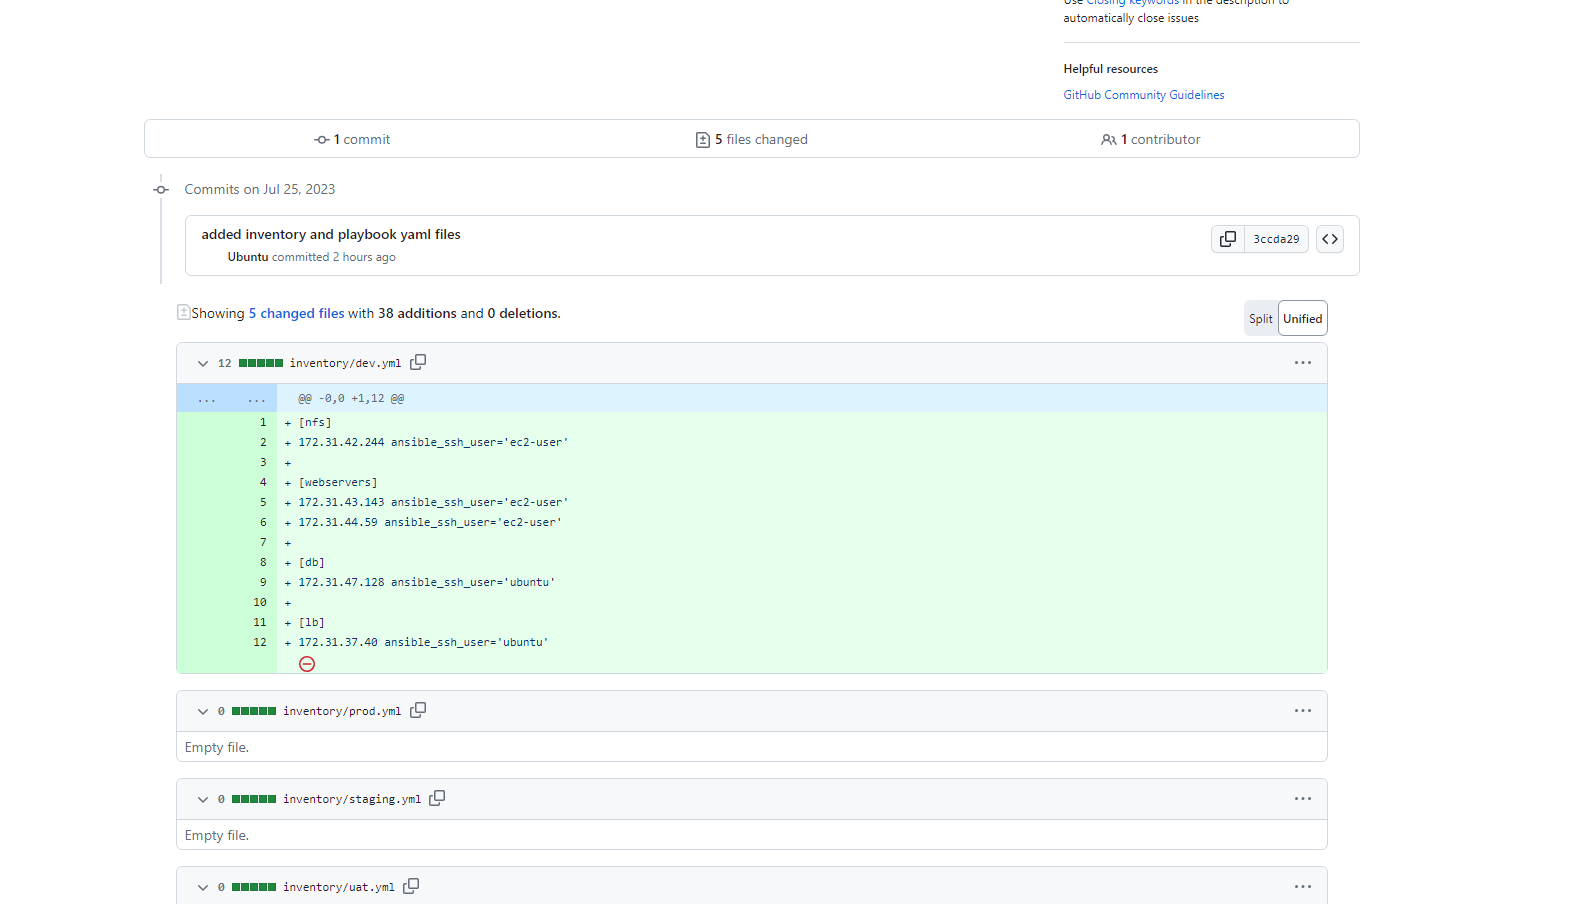 Use Closing keywords in the description to
automatically close issues
Helpful resources
GitHub Community Guidelines
1 commit
5 files changed
1 contributor
Commits on Jul 25, 2023
added inventory and playbook yaml files
3ccda29
Ubuntu committed 2 hours ago
Showing 5 changed files with 38 additions and 0 deletions.
Split Unified
12 inventory/dev.yml
... ... @@ -0,0 +1,12 @@
1 + [nfs]
2 + 172.31.42.244 ansible_ssh_user='ec2-user'
3 +
4 + [webservers]
5 + 172.31.43.143 ansible_ssh_user='ec2-user'
6 + 172.31.44.59 ansible_ssh_user='ec2-user'
7 +
8 + [db]
9 + 172.31.47.128 ansible_ssh_user='ubuntu'
10 +
11 + [lb]
12 + 172.31.37.40 ansible_ssh_user='ubuntu'
0 inventory/prod.yml
Empty file.
0 inventory/staging.yml
Empty file.
0 inventory/uat.yml